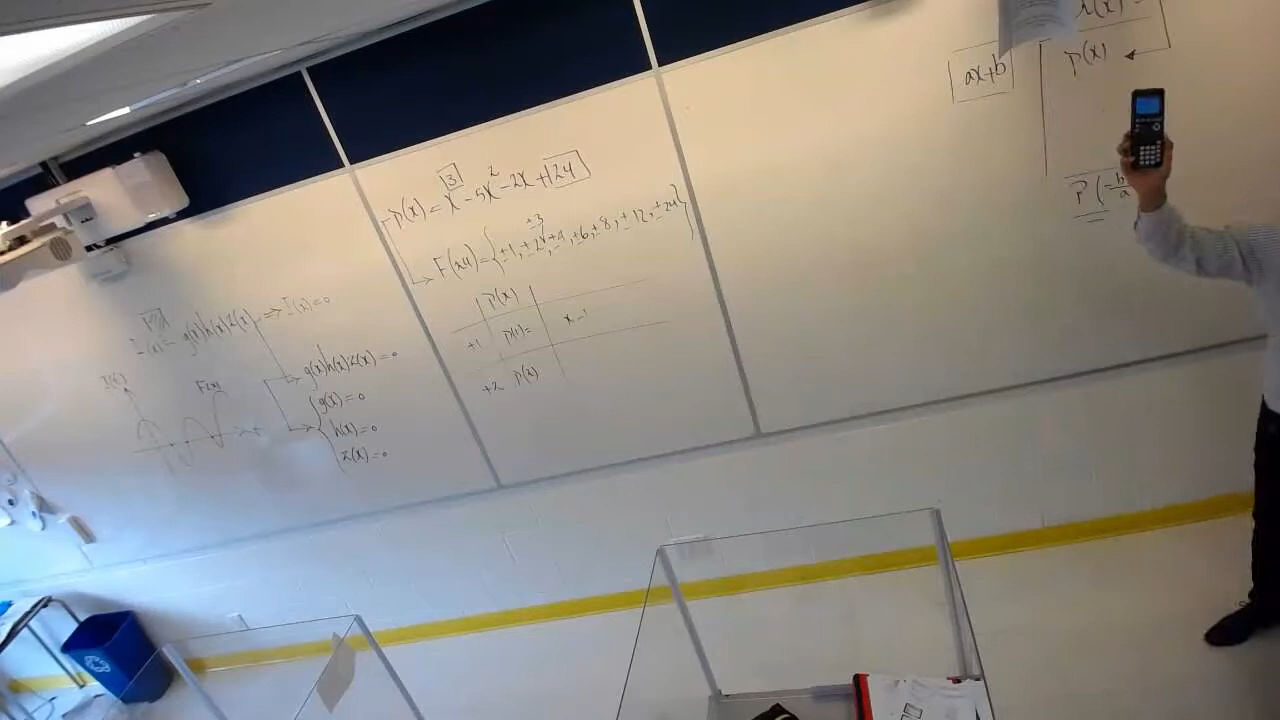 P(x) = x³ - 5x² - 2x + 24
±3
F(24) = {±1, ±2, ±4, ±6, ±8, ±12, ±24}
P(x)
+1 P(1) = x - 1
+2 P(2)
g(x)h(x)z(x) ⇒ I(x) = 0
g(x)h(x)z(x) = 0
g(x) = 0
h(x) = 0
z(x) = 0
F(x)
ax+b
P(x)
P(-b/a